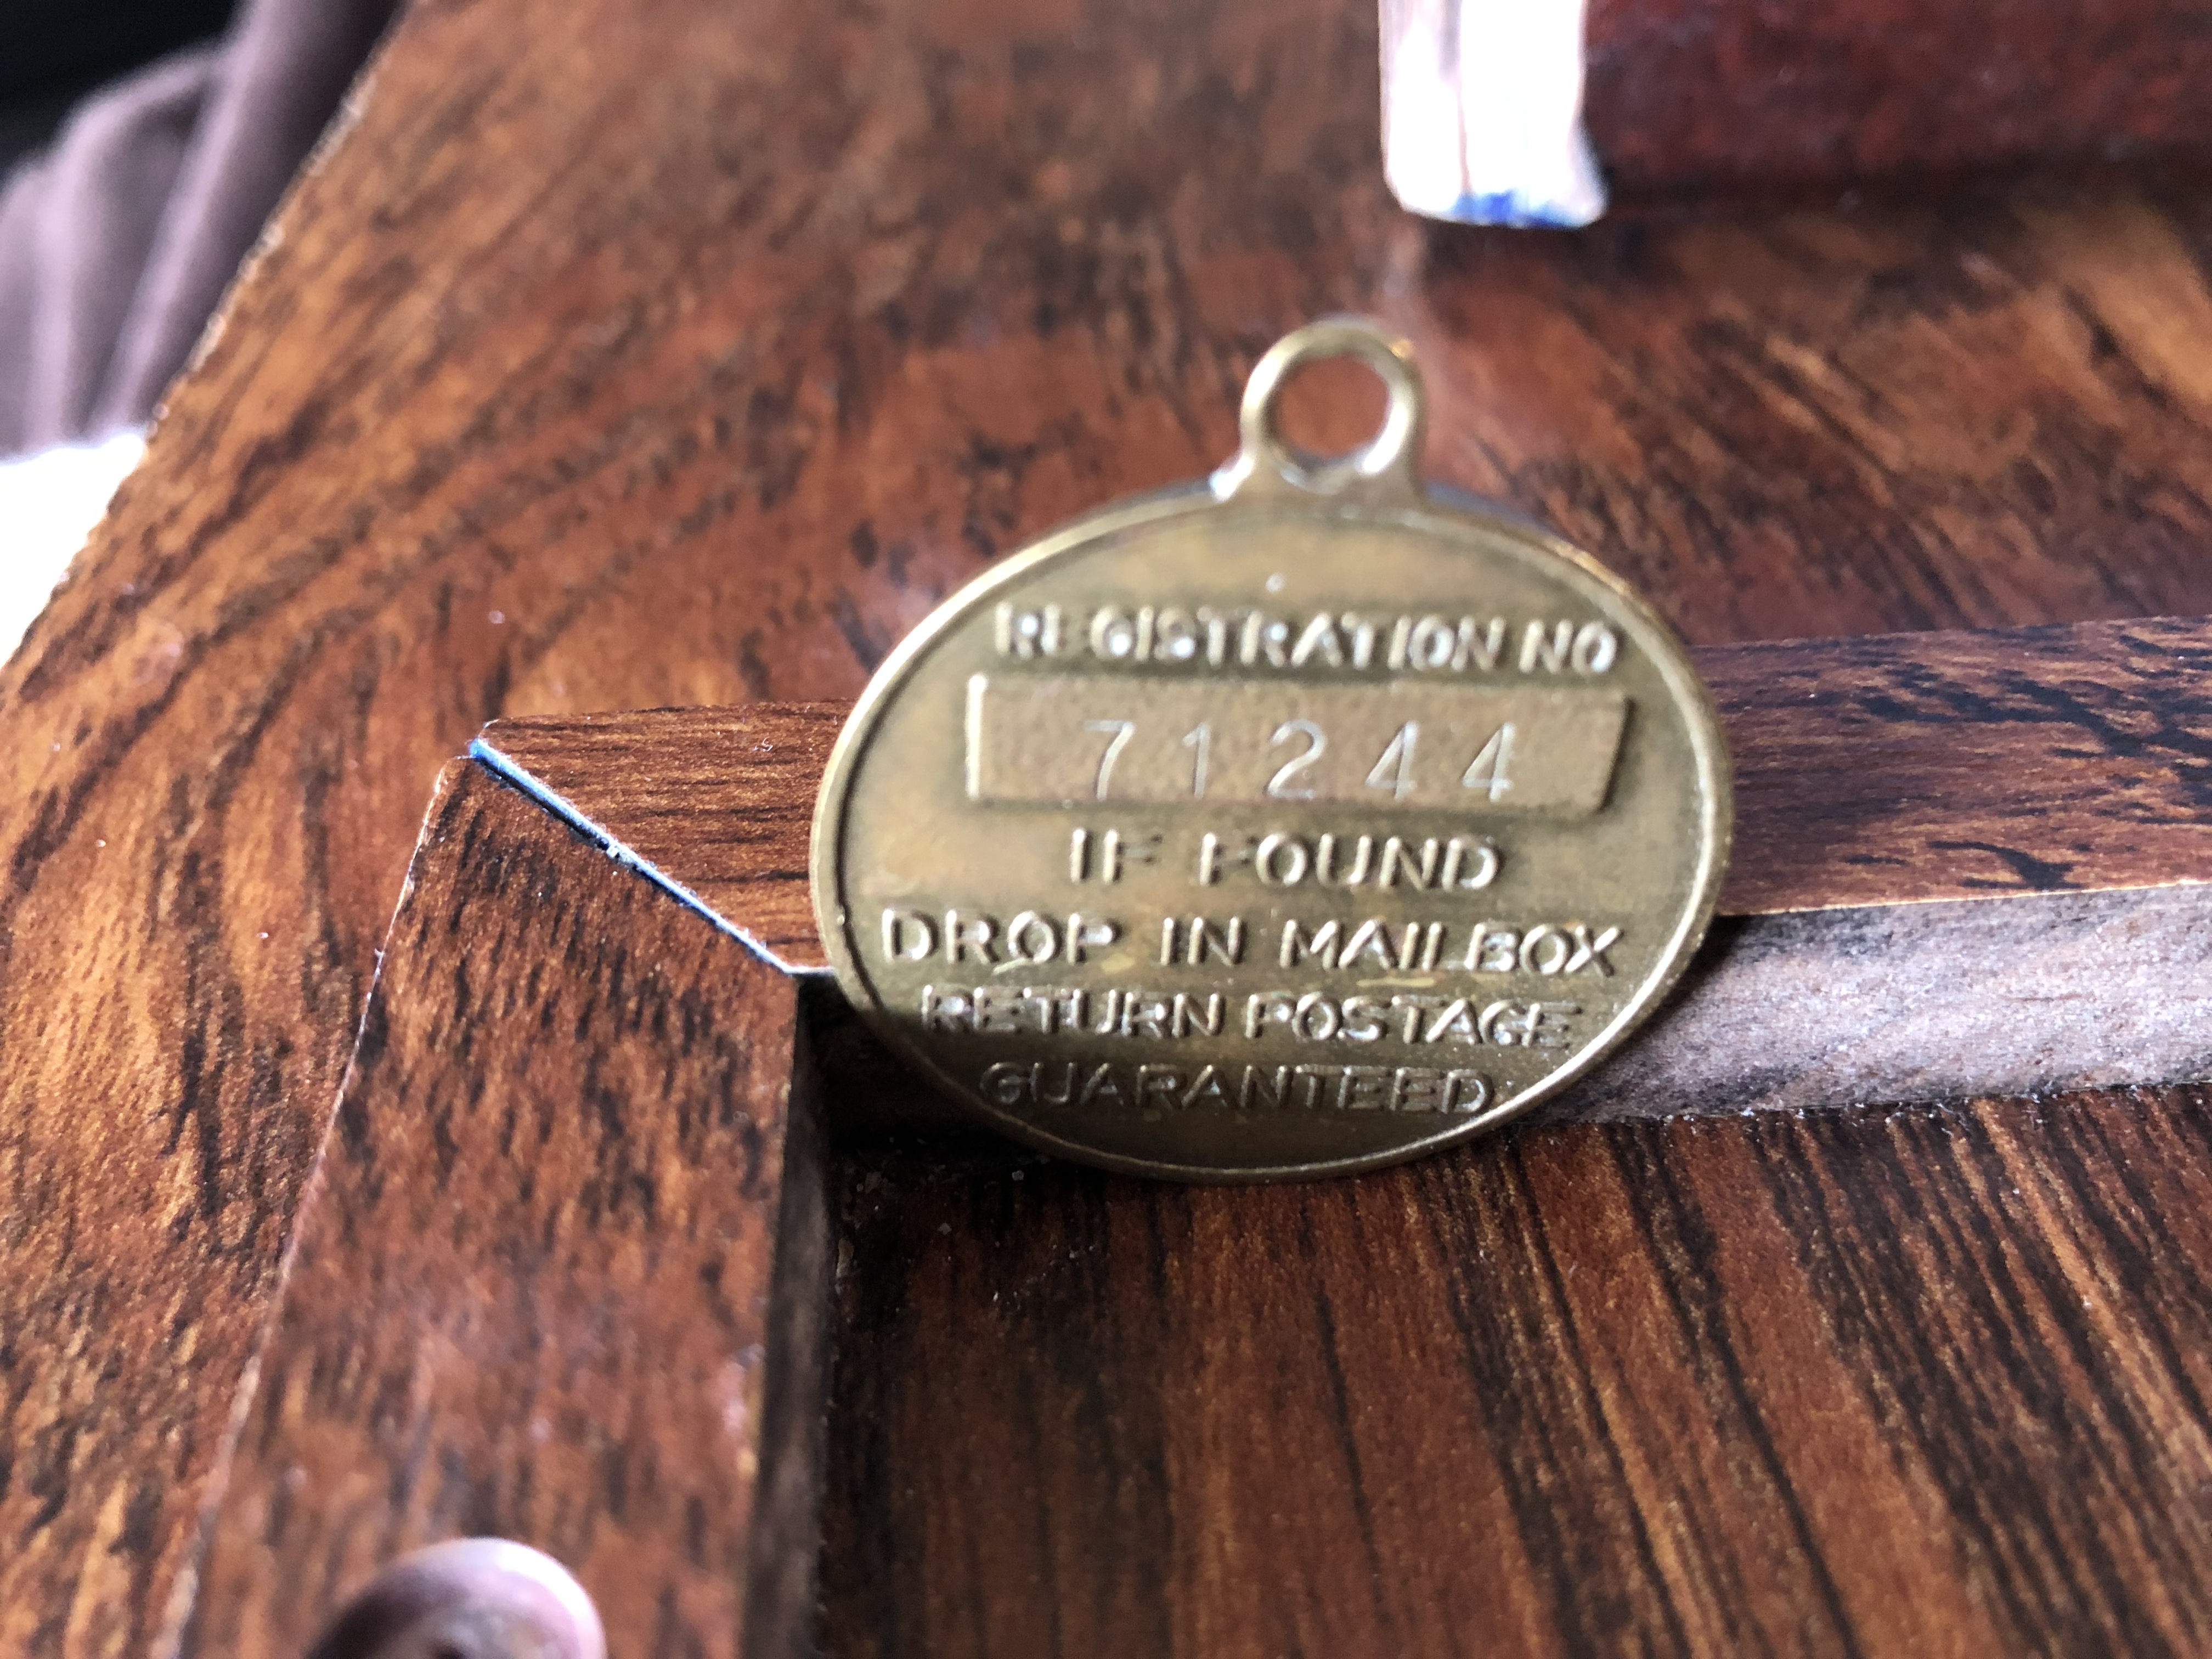 REGISTRATION NO
71244
IF FOUND
DROP IN MAILBOX
RETURN POSTAGE
GUARANTEED